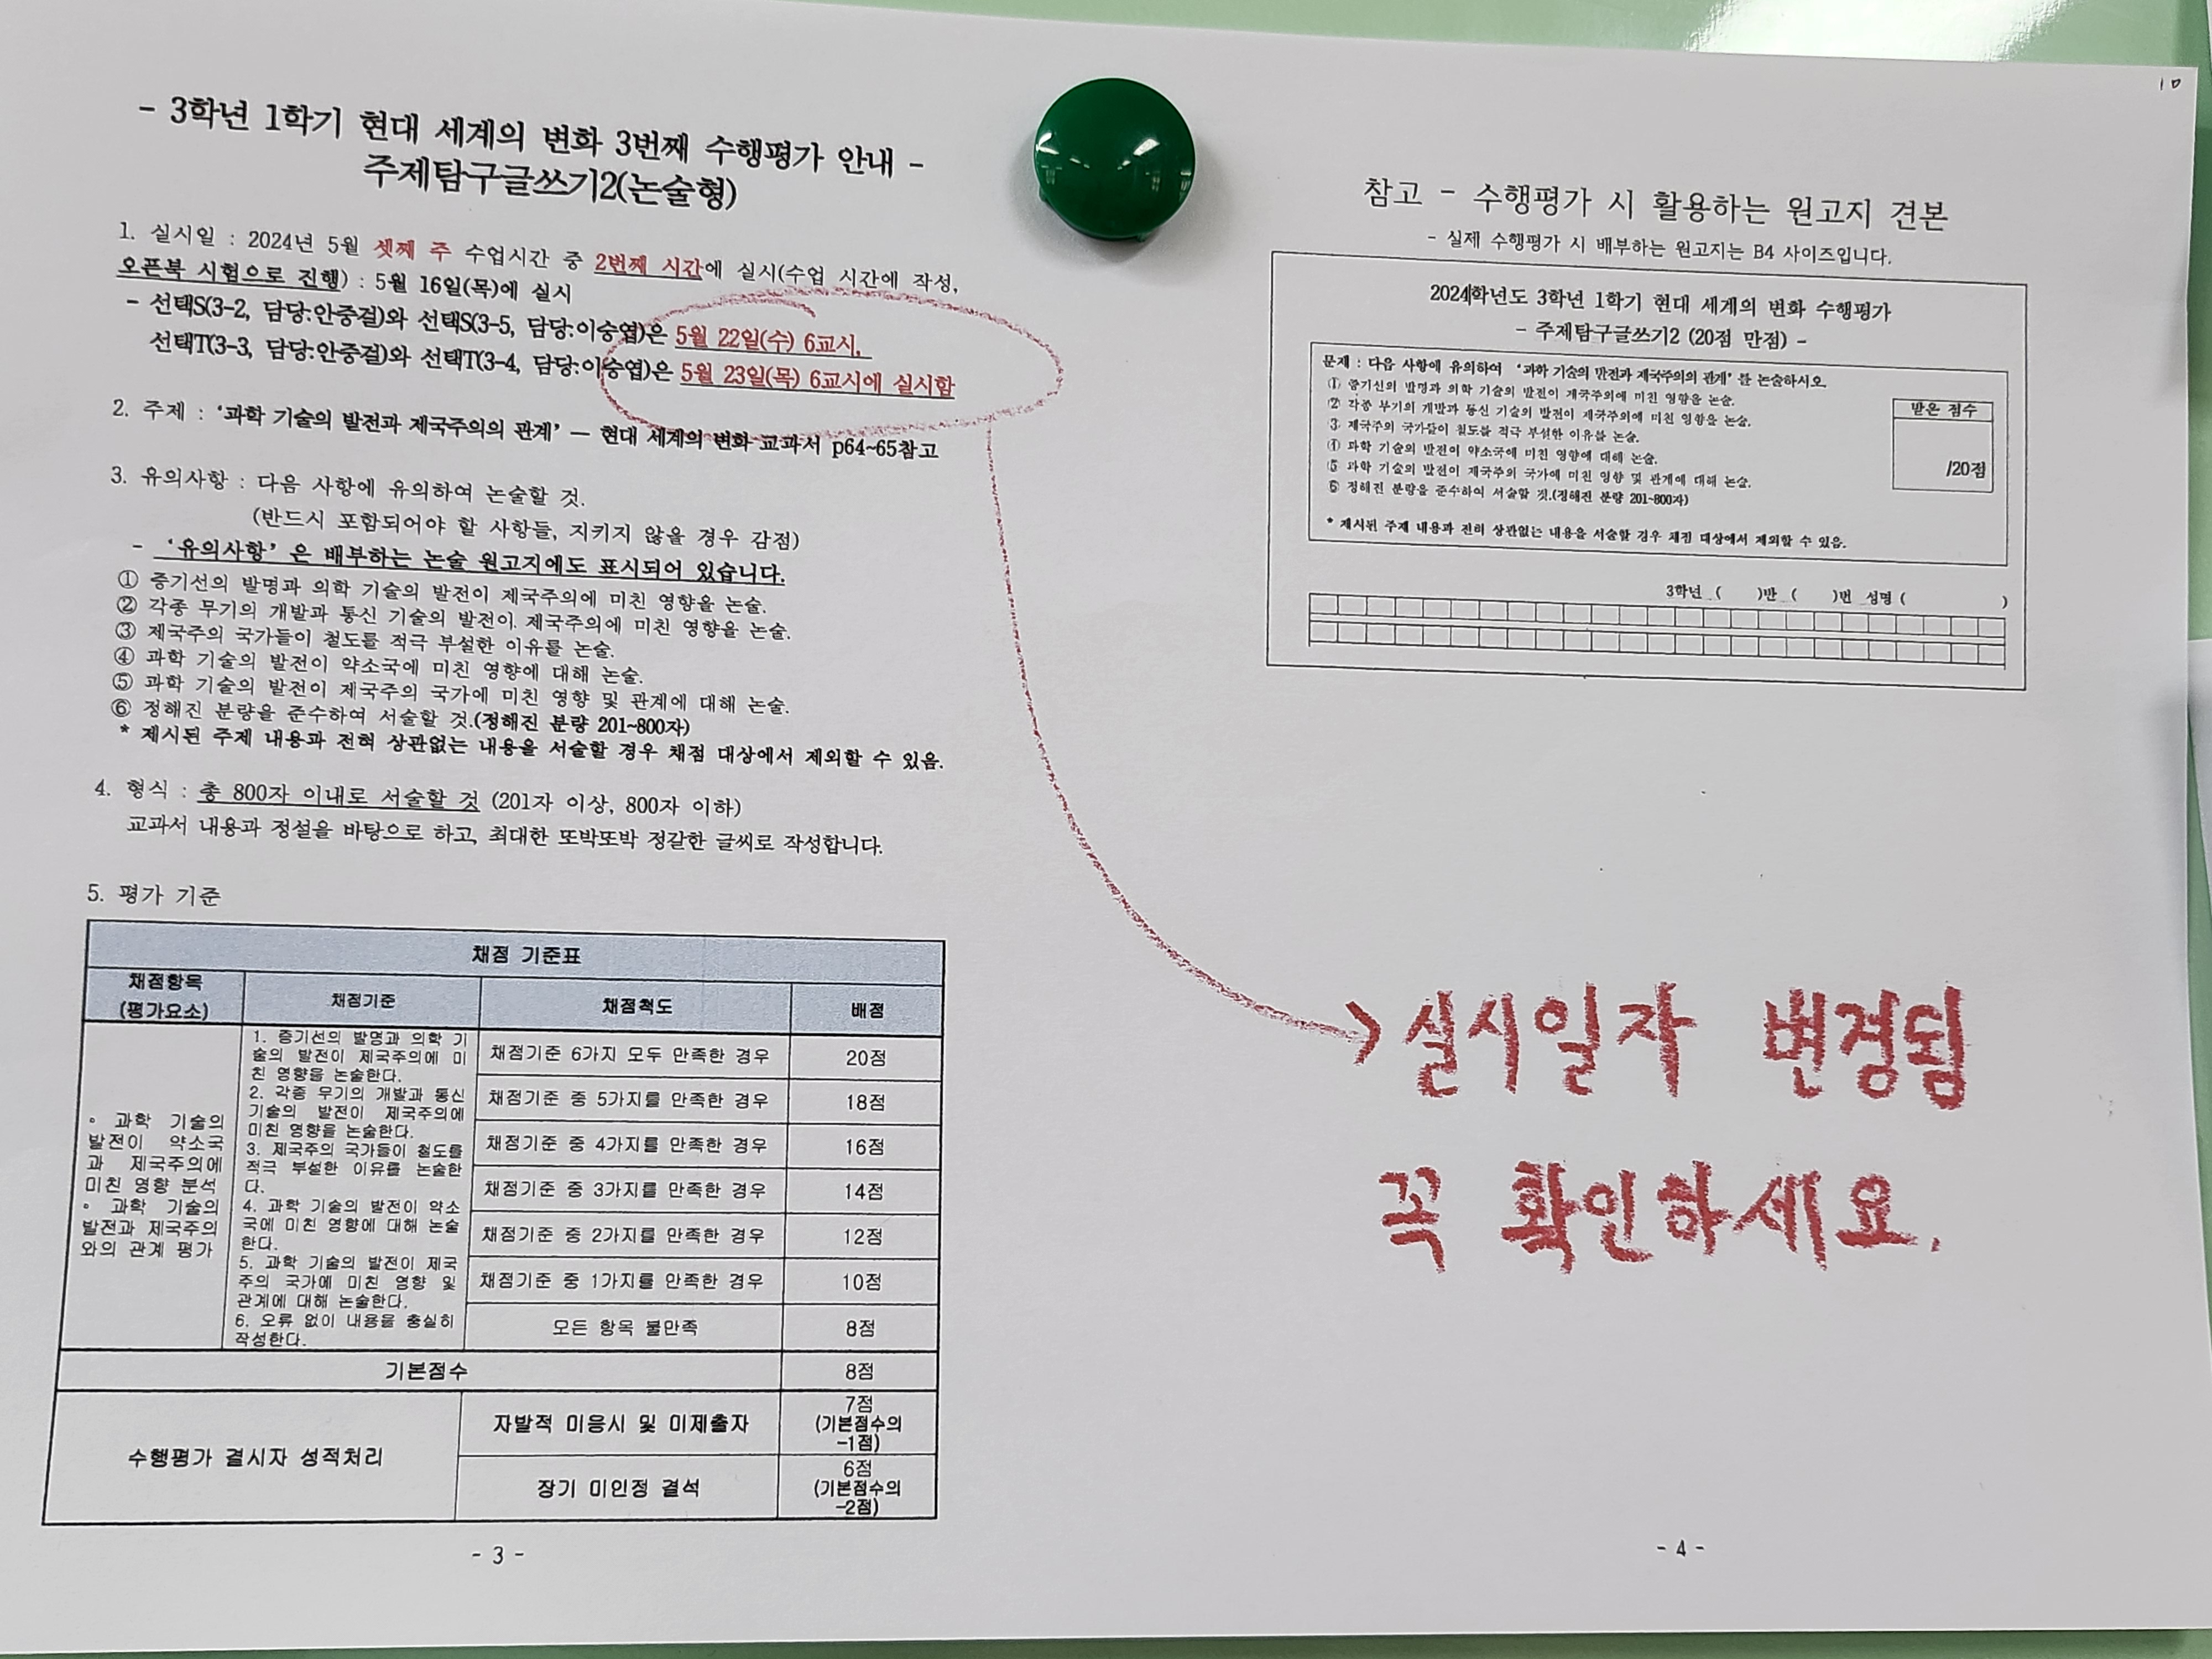 - 3학년 1학기 현대 세계의 변화 3번째 수행평가 안내 -
주제탐구글쓰기2(논술형)
1. 실시일 : 2024년 5월 셋째 주 수업시간 중 2번째 시간에 실시(수업 시간에 작성,
오픈북 시험으로 진행) : 5월 16일(목)에 실시
- 선택S(3-2, 담당:안중걸)와 선택S(3-5, 담당:이승엽)은 5월 22일(수) 6교시,
선택T(3-3, 담당:안중걸)와 선택T(3-4, 담당:이승엽)은 5월 23일(목) 6교시에 실시함
2. 주제 : '과학 기술의 발전과 제국주의의 관계' - 현대 세계의 변화 교과서 p64~65참고
3. 유의사항 : 다음 사항에 유의하여 논술할 것.
(반드시 포함되어야 할 사항들, 지키지 않을 경우 감점)
- '유의사항' 은 배부하는 논술 원고지에도 표시되어 있습니다.
① 증기선의 발명과 의학 기술의 발전이 제국주의에 미친 영향을 논술.
② 각종 무기의 개발과 통신 기술의 발전이 제국주의에 미친 영향을 논술.
③ 제국주의 국가들이 철도를 적극 부설한 이유를 논술.
④ 과학 기술의 발전이 약소국에 미친 영향에 대해 논술.
⑤ 과학 기술의 발전이 제국주의 국가에 미친 영향 및 관계에 대해 논술.
⑥ 정해진 분량을 준수하여 서술할 것.(정해진 분량 201~800자)
* 제시된 주제 내용과 전혀 상관없는 내용을 서술할 경우 채점 대상에서 제외할 수 있음.
4. 형식 : 총 800자 이내로 서술할 것 (201자 이상, 800자 이하)
교과서 내용과 정설을 바탕으로 하고, 최대한 또박또박 정갈한 글씨로 작성합니다.
5. 평가 기준
채점 기준표
채점항목
(평가요소)
채점기준
채점척도
배점
◦ 과학 기술의
발전이 약소국
과 제국주의에
미친 영향 분석
◦ 과학 기술의
발전과 제국주의
와의 관계 평가
1. 증기선의 발명과 의학 기
술의 발전이 제국주의에 미
친 영향을 논술한다.
2. 각종 무기의 개발과 통신
기술의 발전이 제국주의에
미친 영향을 논술한다.
3. 제국주의 국가들이 철도를
적극 부설한 이유를 논술한
다.
4. 과학 기술의 발전이 약소
국에 미친 영향에 대해 논술
한다.
5. 과학 기술의 발전이 제국
주의 국가에 미친 영향 및
관계에 대해 논술한다.
6. 오류 없이 내용을 충실히
작성한다.
채점기준 6가지 모두 만족한 경우
20점
채점기준 중 5가지를 만족한 경우
18점
채점기준 중 4가지를 만족한 경우
16점
채점기준 중 3가지를 만족한 경우
14점
채점기준 중 2가지를 만족한 경우
12점
채점기준 중 1가지를 만족한 경우
10점
모든 항목 불만족
8점
기본점수
8점
수행평가 결시자 성적처리
자발적 미응시 및 미제출자
7점
(기본점수의
-1점)
장기 미인정 결석
6점
(기본점수의
-2점)
- 3 -
참고 - 수행평가 시 활용하는 원고지 견본
- 실제 수행평가 시 배부하는 원고지는 B4 사이즈입니다.
2024학년도 3학년 1학기 현대 세계의 변화 수행평가
- 주제탐구글쓰기2 (20점 만점) -
문제 : 다음 사항에 유의하여 '과학 기술의 발전과 제국주의의 관계' 를 논술하시오.
① 증기선의 발명과 의학 기술의 발전이 제국주의에 미친 영향을 논술.
② 각종 무기의 개발과 통신 기술의 발전이 제국주의에 미친 영향을 논술.
③ 제국주의 국가들이 철도를 적극 부설한 이유를 논술.
④ 과학 기술의 발전이 약소국에 미친 영향에 대해 논술.
⑤ 과학 기술의 발전이 제국주의 국가에 미친 영향 및 관계에 대해 논술.
⑥ 정해진 분량을 준수하여 서술할 것.(정해진 분량 201~800자)
* 제시된 주제 내용과 전혀 상관없는 내용을 서술할 경우 채점 대상에서 제외할 수 있음.
받은 점수
/20점
3학년 ( )반 ( )번 성명 ( )
실시일자 변경됨
꼭 확인하세요.
- 4 -